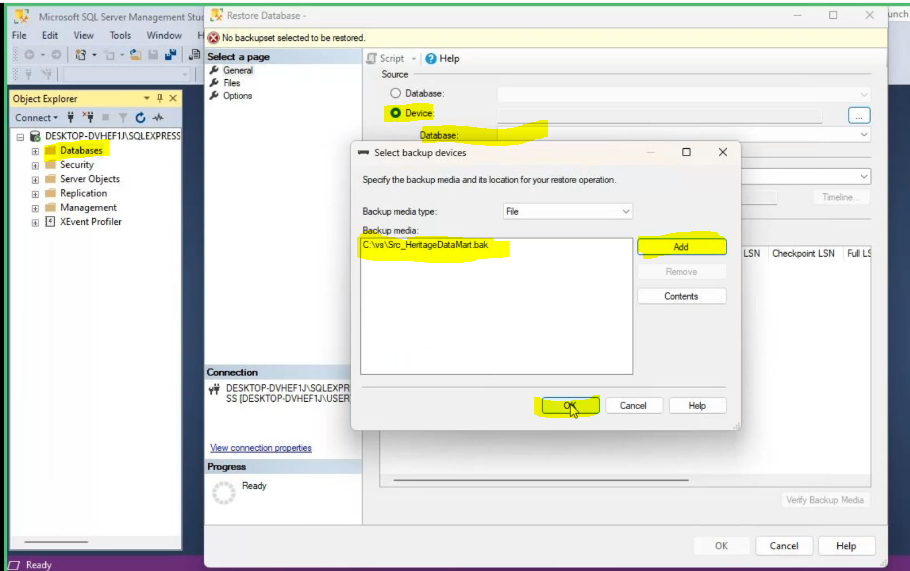 Microsoft SQL Server Management Stud
Restore Database -
unch
File Edit View Tools Window H
No backupset selected to be restored.
Select a page
General
Files
Options
Script Help
Source
Database:
Device:
...
Database:
Object Explorer
Connect
DESKTOP-DVHEF1J\SQLEXPRESS
Databases
Security
Server Objects
Replication
Management
XEvent Profiler
Select backup devices
Specify the backup media and its location for your restore operation.
Backup media type: File
Backup media:
C:\vs\Src_HeritageDataMart.bak
Add
Remove
Contents
OK Cancel Help
Timeline...
LSN Checkpoint LSN Full LS
Connection
DESKTOP-DVHEF1J\SQLEXPR
SS [DESKTOP-DVHEF1J\USER]
View connection properties
Progress
Ready
Verify Backup Media
OK Cancel Help
Ready